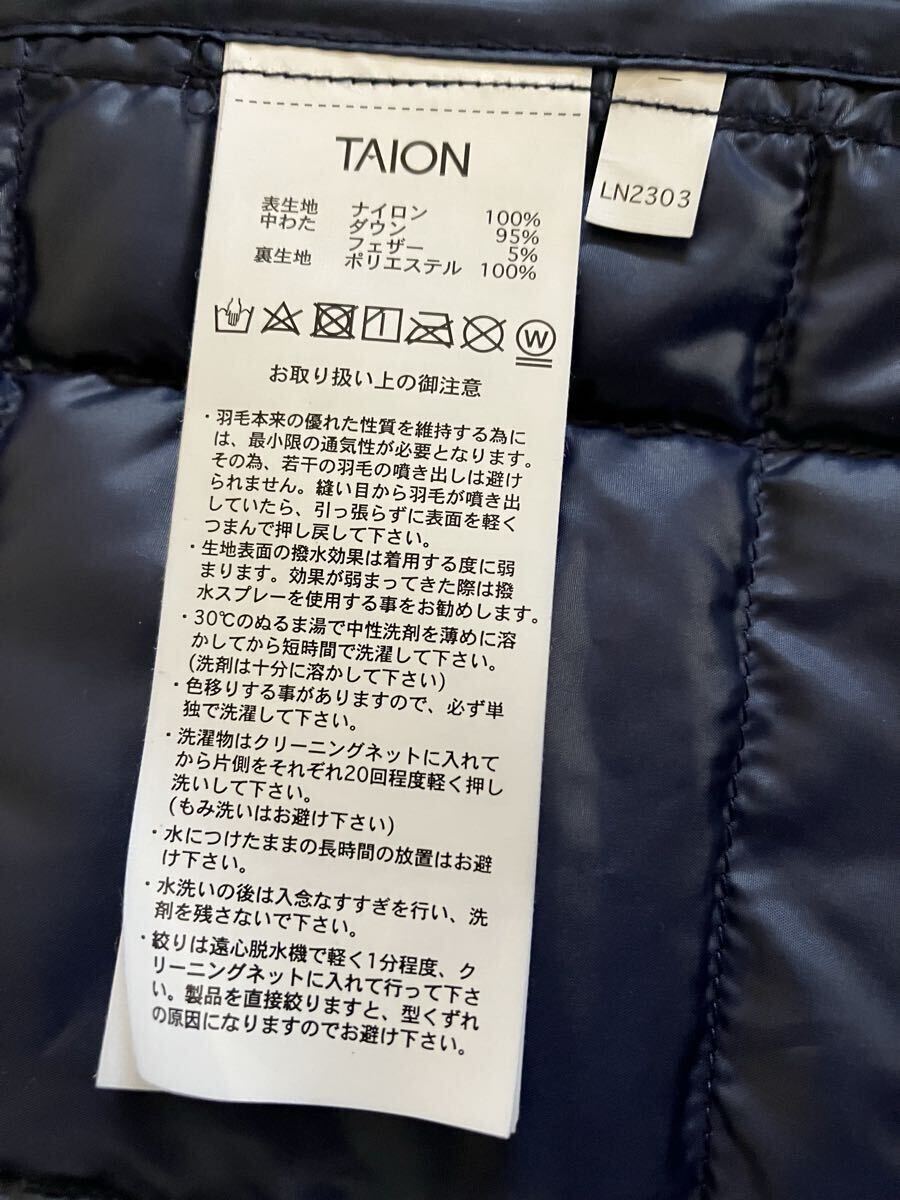 TAION
表生地 ナイロン 100%
中わた ダウン 95%
フェザー 5%
裏生地 ポリエステル 100%
W
お取り扱い上の御注意
・羽毛本来の優れた性質を維持する為に
は、最小限の通気性が必要となります。
その為、若干の羽毛の噴き出しは避け
られません。縫い目から羽毛が噴き出
していたら、引っ張らずに表面を軽く
つまんで押し戻して下さい。
・生地表面の撥水効果は着用する度に弱
まります。効果が弱まってきた際は撥
水スプレーを使用する事をお勧めします。
・30℃のぬるま湯で中性洗剤を薄めに溶
かしてから短時間で洗濯して下さい。
(洗剤は十分に溶かして下さい)
・色移りする事がありますので、必ず単
独で洗濯して下さい。
・洗濯物はクリーニングネットに入れて
から片側をそれぞれ20回程度軽く押し
洗いして下さい。
(もみ洗いはお避け下さい)
・水につけたままの長時間の放置はお避
け下さい。
・水洗いの後は入念なすすぎを行い、洗
剤を残さないで下さい。
・絞りは遠心脱水機で軽く1分程度、ク
リーニングネットに入れて行って下さ
い。製品を直接絞りますと、型くずれ
の原因になりますのでお避け下さい。
LN2303